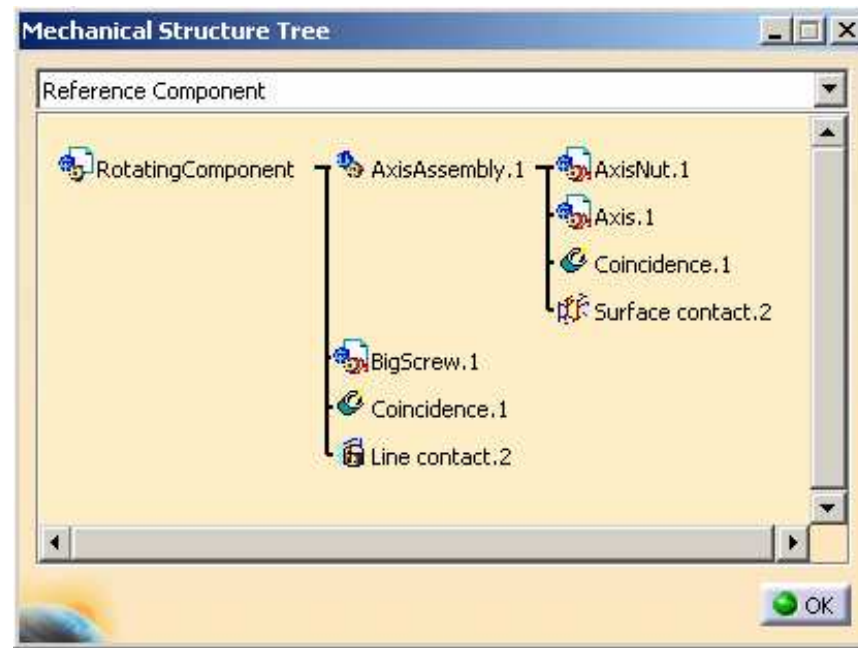 Mechanical Structure Tree
Reference Component
RotatingComponent AxisAssembly.1 AxisNut.1
Axis.1
Coincidence.1
Surface contact.2
BigScrew.1
Coincidence.1
Line contact.2
OK